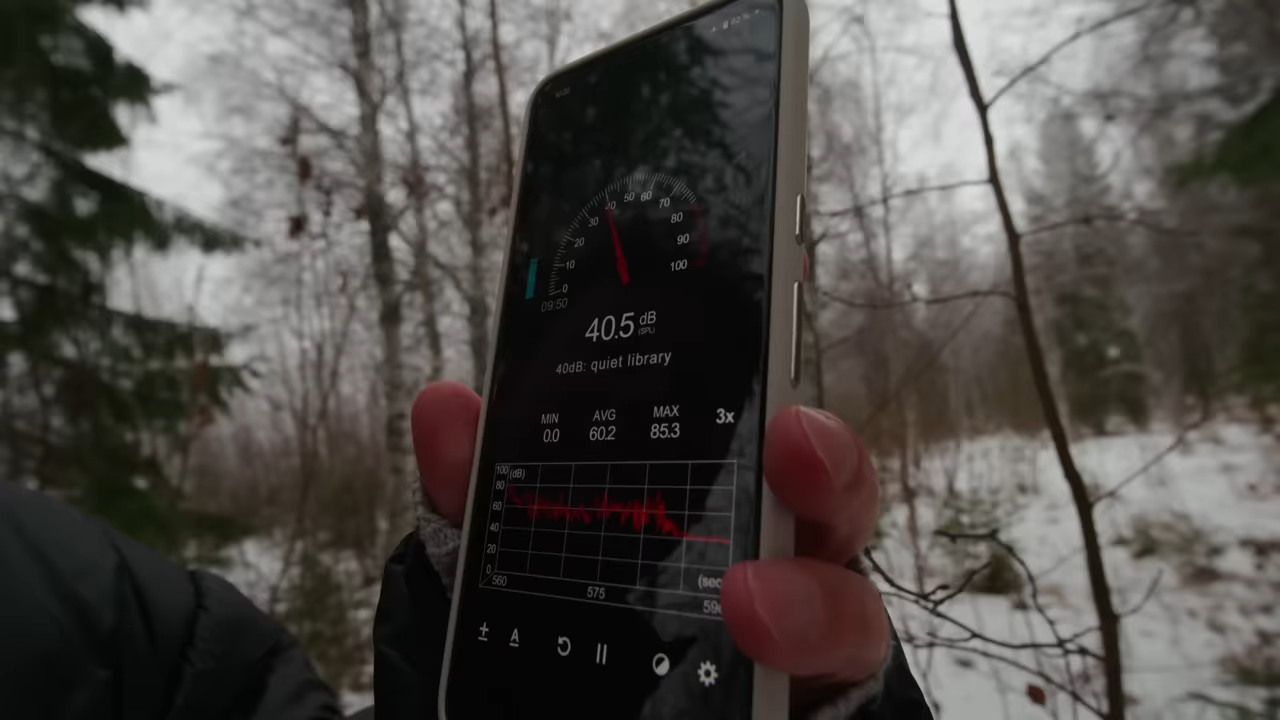 50 60
40 70
30 80
20 90
10 100
0
09:50
40.5 dB
(SPL)
40dB: quiet library
MIN AVG MAX 3x
0.0 60.2 85.3
100 (dB)
80
60
40
20
0
560 575 (sec
A